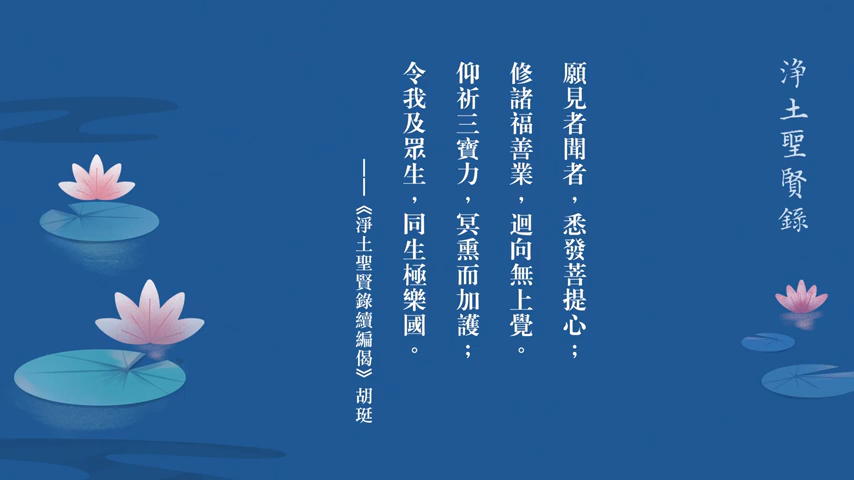 淨土聖賢錄
願見者聞者，悉發菩提心；
修諸福善業，迴向無上覺。
仰祈三寶力，冥熏而加護；
令我及眾生，同生極樂國。
——《淨土聖賢錄續編偈》胡珽